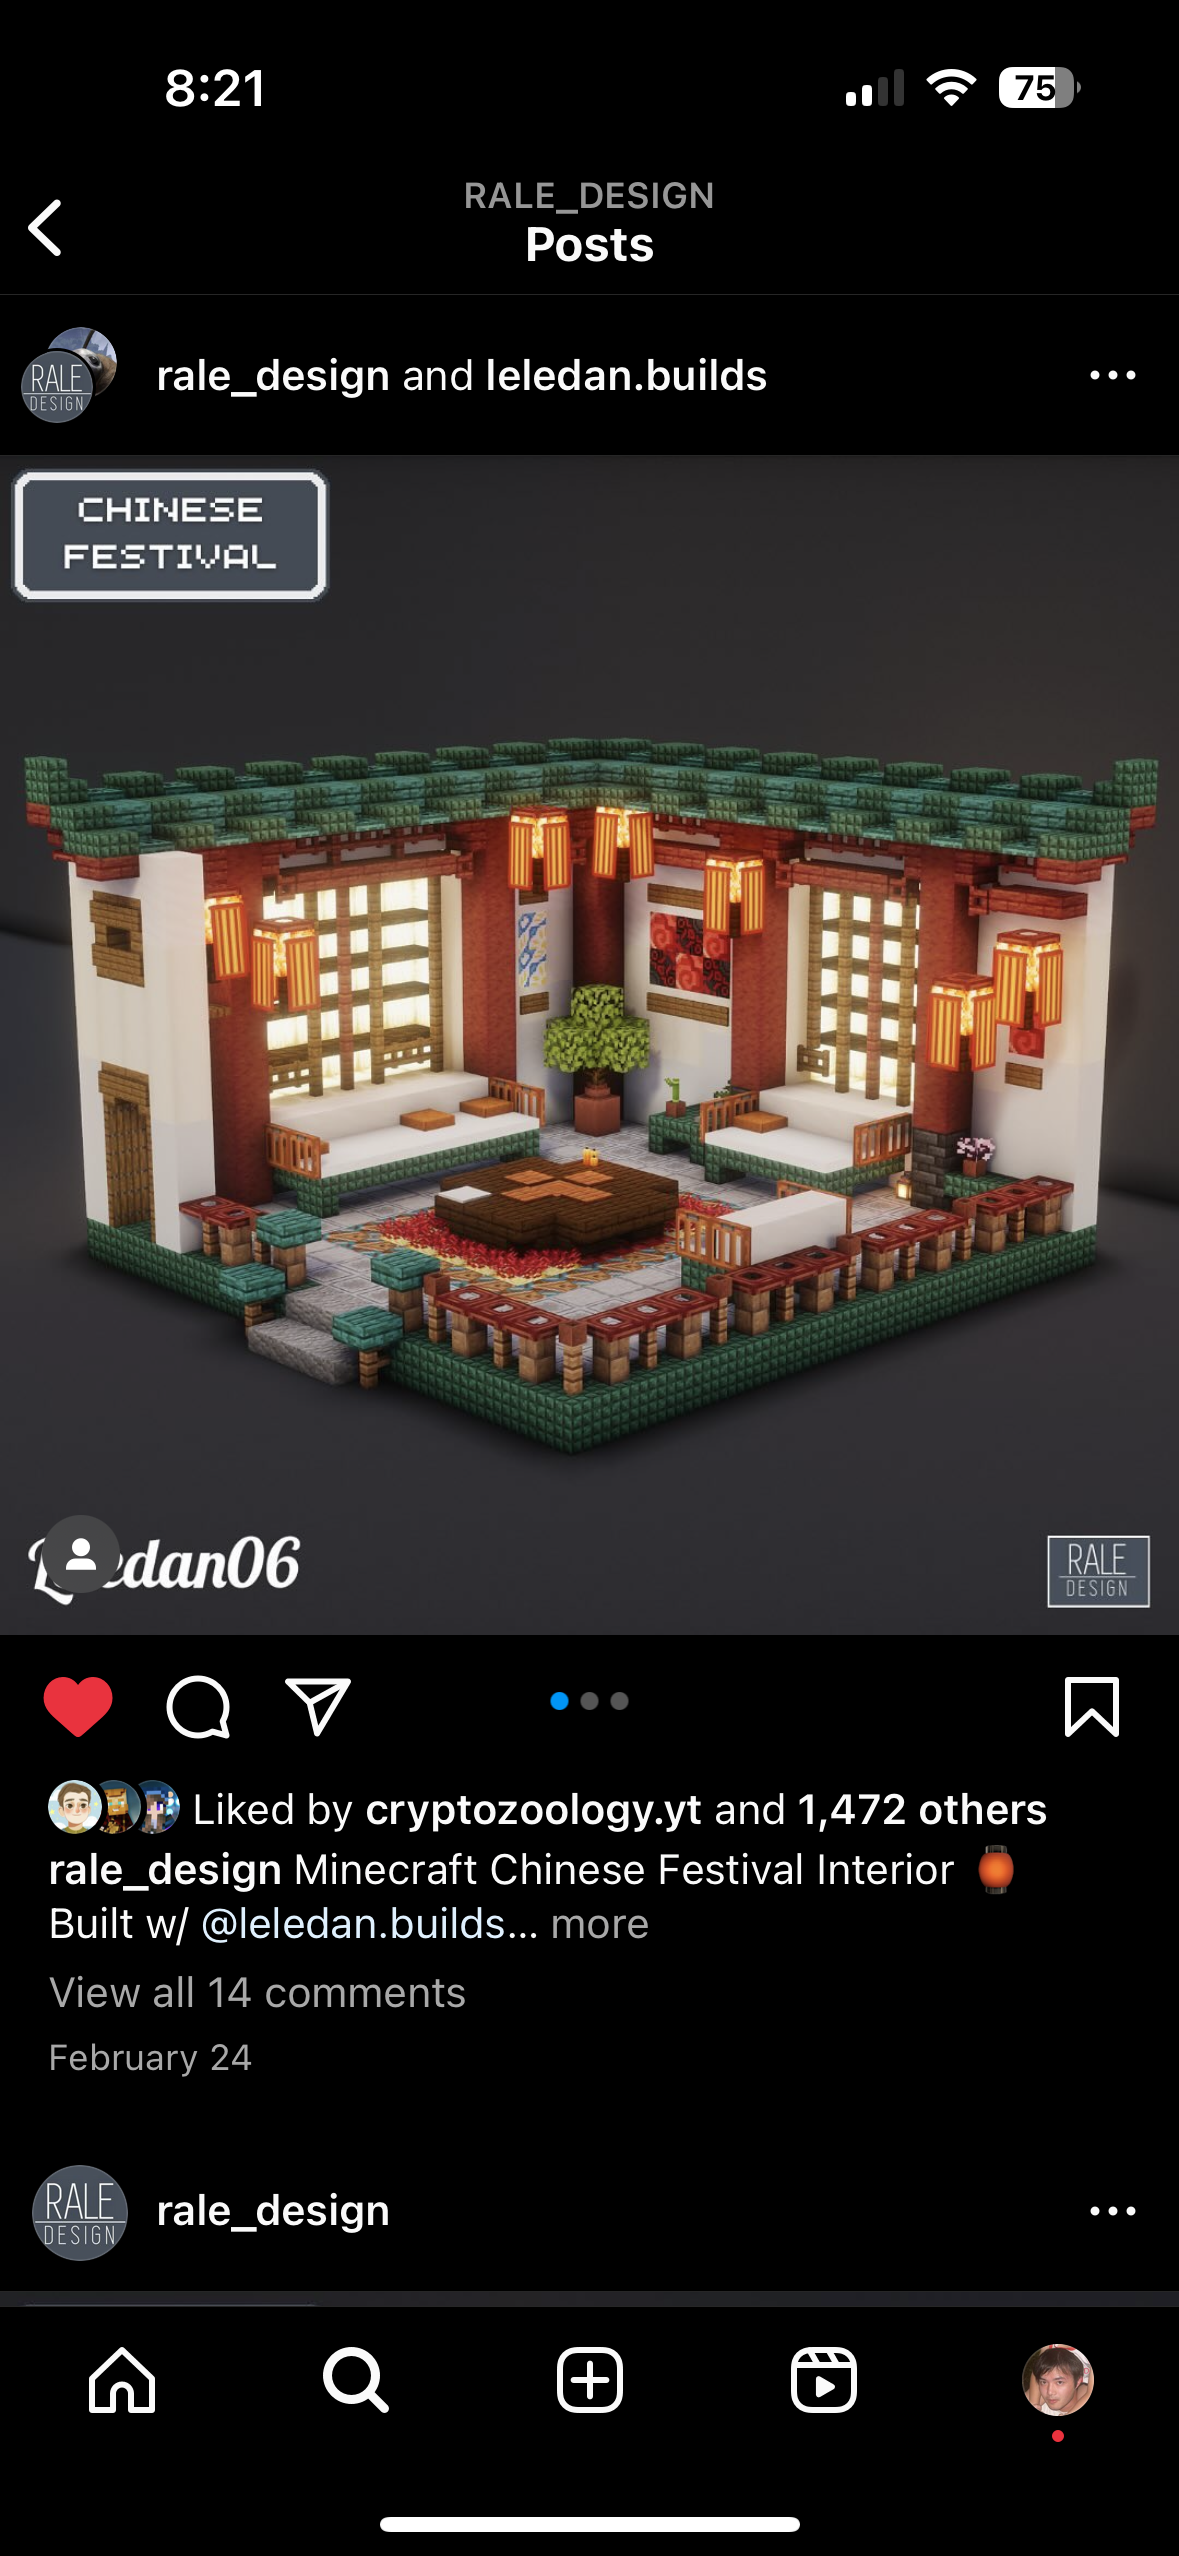 8:21
75
RALE_DESIGN
Posts
RALE
DESIGN
rale_design and leledan.builds
CHINESE
FESTIVAL
edan06
RALE
DESIGN
Liked by cryptozoology.yt and 1,472 others
rale_design Minecraft Chinese Festival Interior 🏮
Built w/ @leledan.builds... more
View all 14 comments
February 24
RALE
DESIGN
rale_design